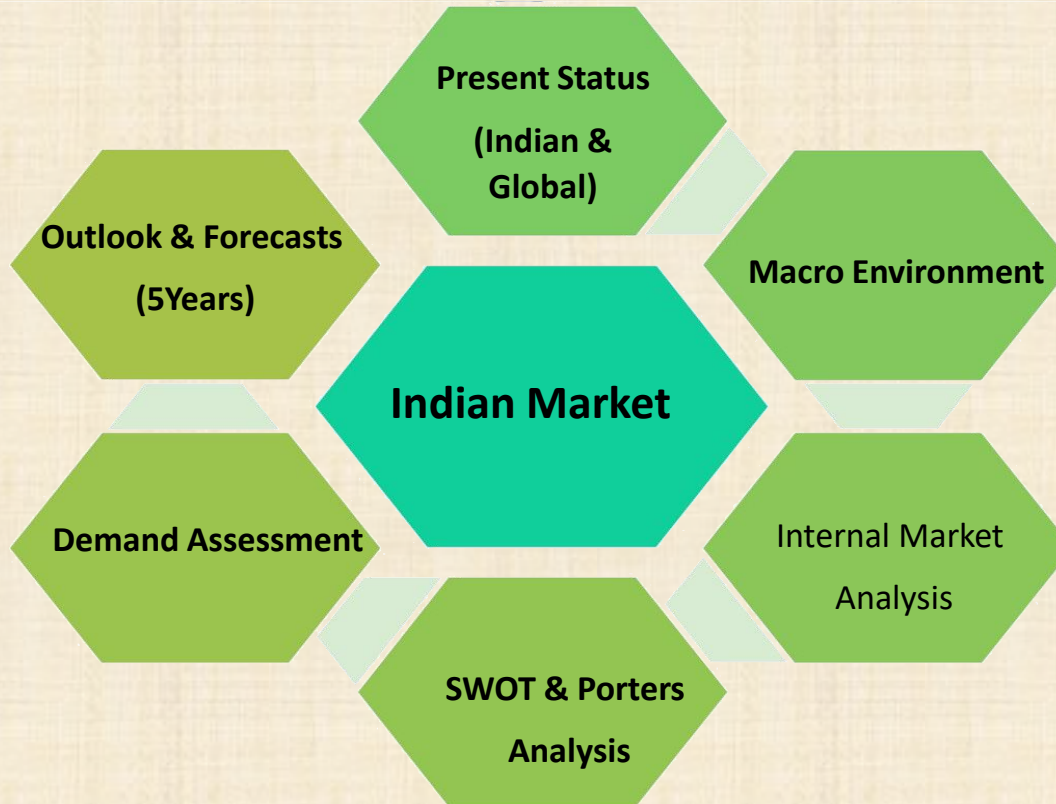 Present Status
(Indian &
Global)
Macro Environment
Internal Market
Analysis
SWOT & Porters
Analysis
Demand Assessment
Outlook & Forecasts
(5Years)
Indian Market